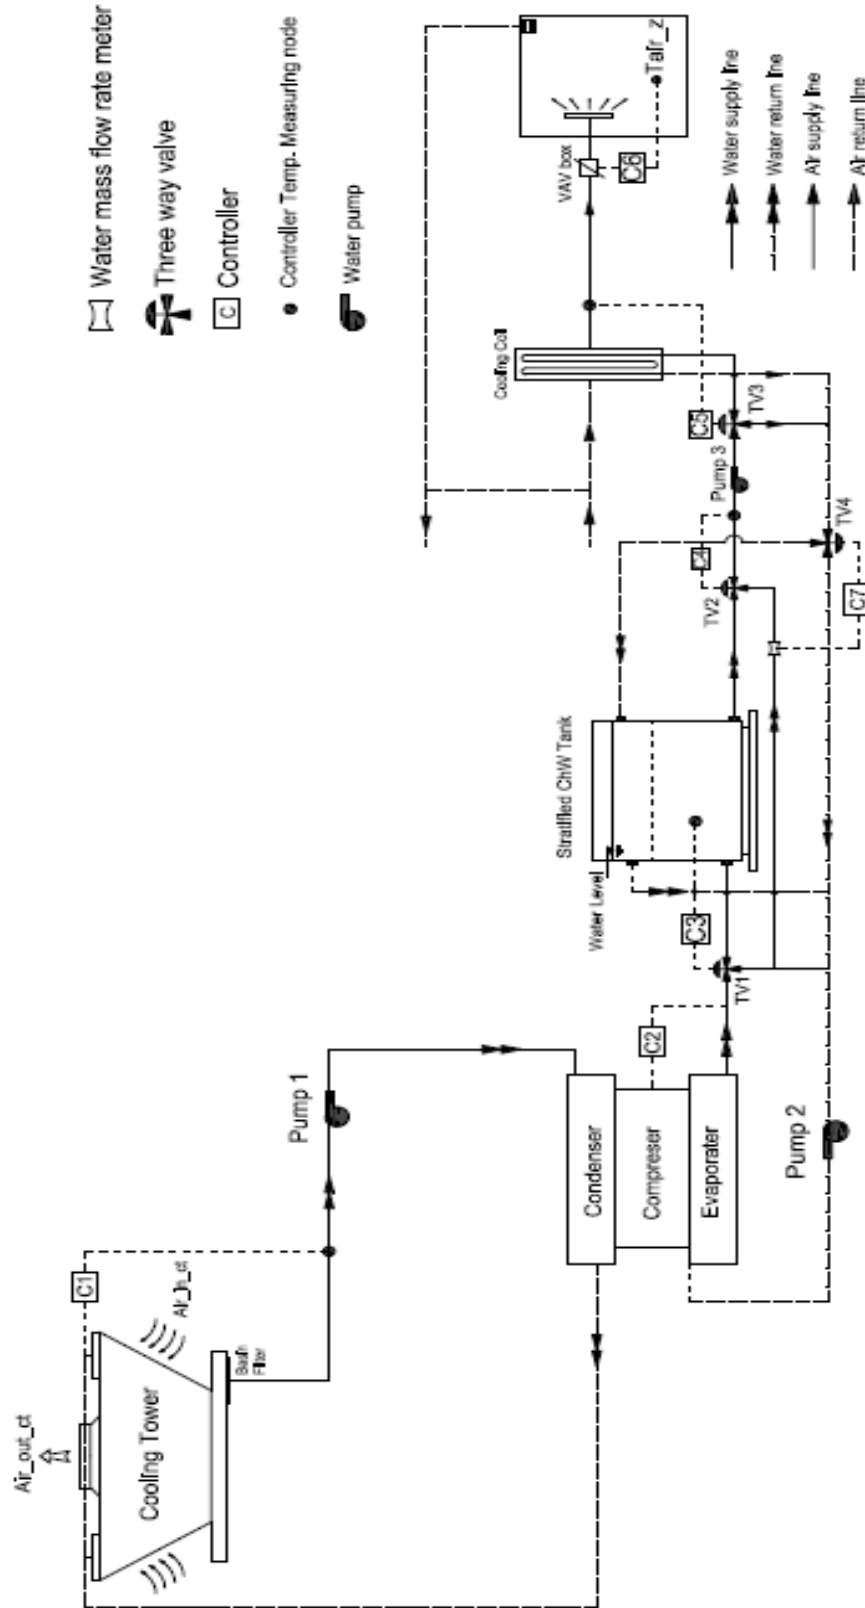 Air_out_ct
Cooling Tower
C1
Air_in_ct
Basin
Filter
Pump 1
Condenser
Compreser
Evaporater
C2
Pump 2
TV1
C3
Water Level
Stratified ChW Tank
TV2
C4
Pump 3
C5
TV3
TV4
C7
Cooling Coil
VAV box
C6
Tair_z
Water mass flow rate meter
Three way valve
C
Controller
Controller Temp. Measuring node
Water pump
Water supply line
Water return line
Air supply line
Air return line